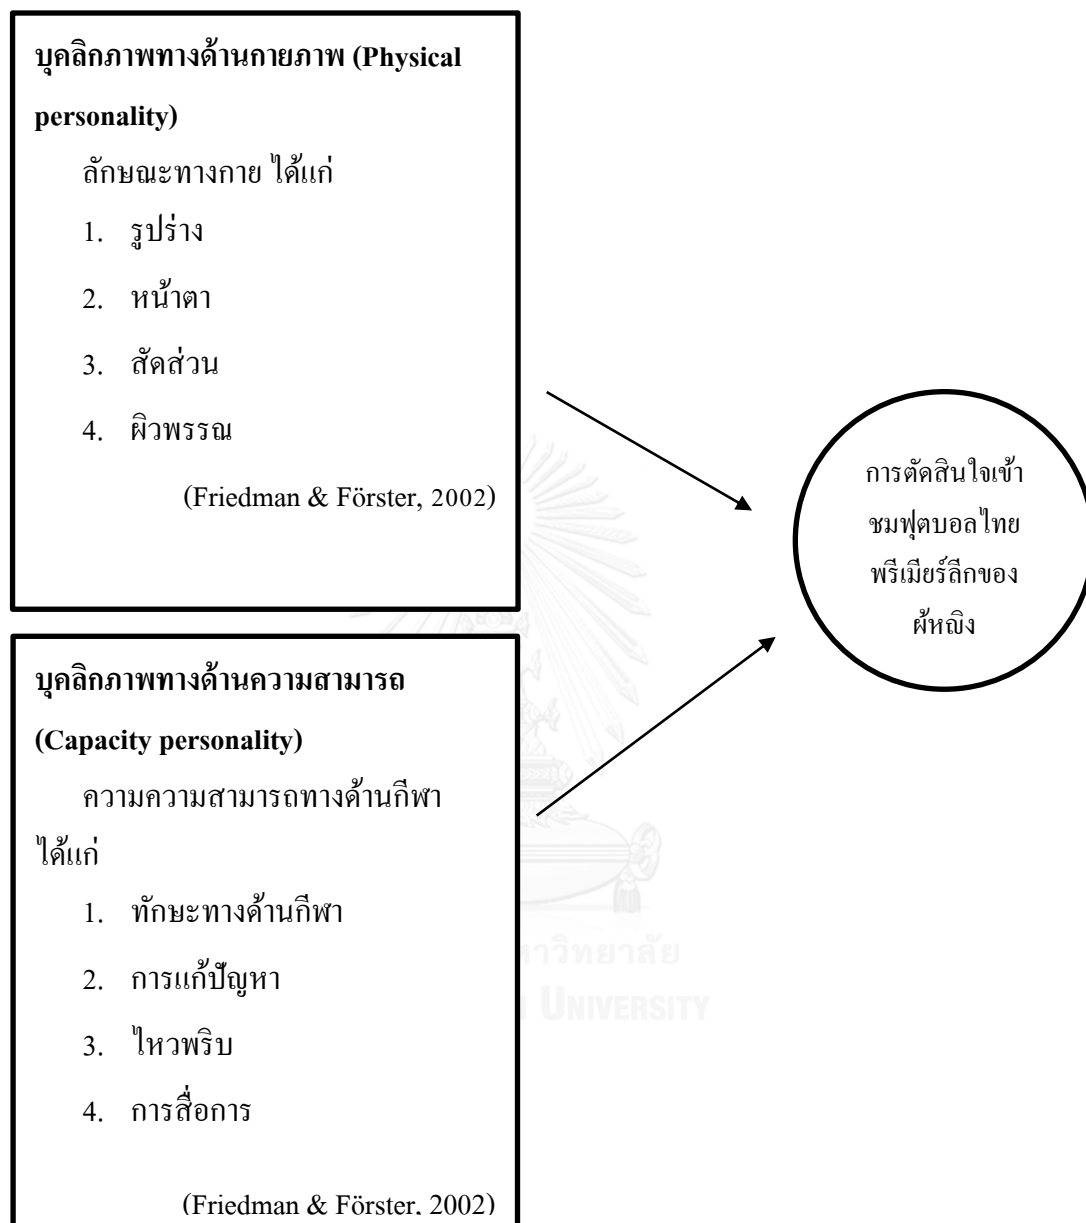 บุคลิกภาพทางด้านกายภาพ (Physical
personality)
ลักษณะทางกาย ได้แก่
1. รูปร่าง
2. หน้าตา
3. สัดส่วน
4. ผิวพรรณ
(Friedman & Förster, 2002)
การตัดสินใจเข้า
ชมฟุตบอลไทย
พรีเมียร์ลีกของ
ผ้หญิง
บุคลิกภาพทางด้านความสามารถ
(Capacity personality)
ความความสามารถทางด้านกีฬา
ได้แก่
1. ทักษะทางด้านกีฬา
2. การแก้ปัญหา
3. ไหวพริบ
4. การสื่อการ
(Friedman & Förster, 2002)
หาวิทยาลัย
UNIVERSITY